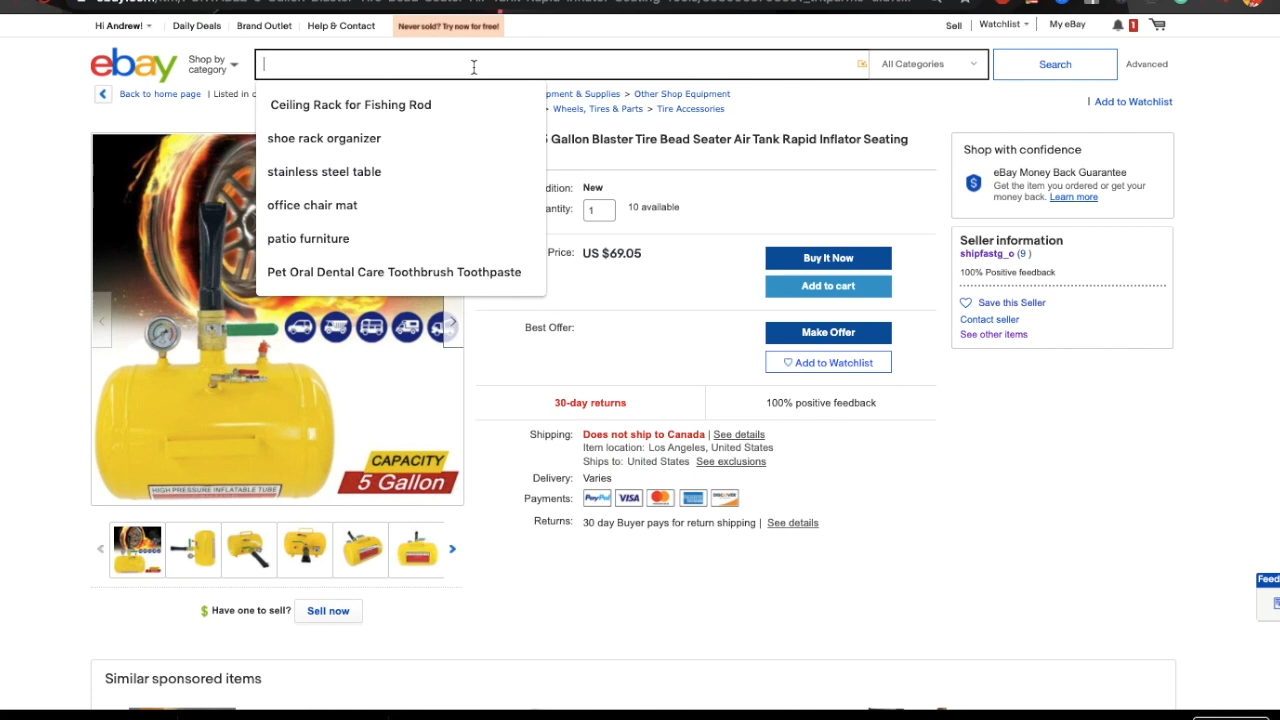 Hi Andrew!
Daily Deals
Brand Outlet
Help & Contact
Never sold? Try now for free!
Sell
Watchlist
My eBay
1
ebay
Shop by
category
All Categories
Search
Advanced
Back to home page | Listed in
& Supplies > Other Shop Equipment
> Wheels, Tires & Parts > Tire Accessories
| Add to Watchlist
Ceiling Rack for Fishing Rod
shoe rack organizer
stainless steel table
office chair mat
patio furniture
Pet Oral Dental Care Toothbrush Toothpaste
5 Gallon Blaster Tire Bead Seater Air Tank Rapid Inflator Seating
New
1
10 available
Price: US $69.05
Buy It Now
Add to cart
Best Offer:
Make Offer
Add to Watchlist
30-day returns
100% positive feedback
Shipping: Does not ship to Canada | See details
Item location: Los Angeles, United States
Ships to: United States See exclusions
Delivery: Varies
Payments: PayPal VISA
DISCOVER
Returns: 30 day Buyer pays for return shipping | See details
Shop with confidence
eBay Money Back Guarantee
Get the item you ordered or get your
money back. Learn more
Seller information
shipfastg_o (9 )
100% Positive feedback
Save this Seller
Contact seller
See other items
CAPACITY
5 Gallon
HIGH PRESSURE INFLATABLE TUBE
Have one to sell?
Sell now
Similar sponsored items